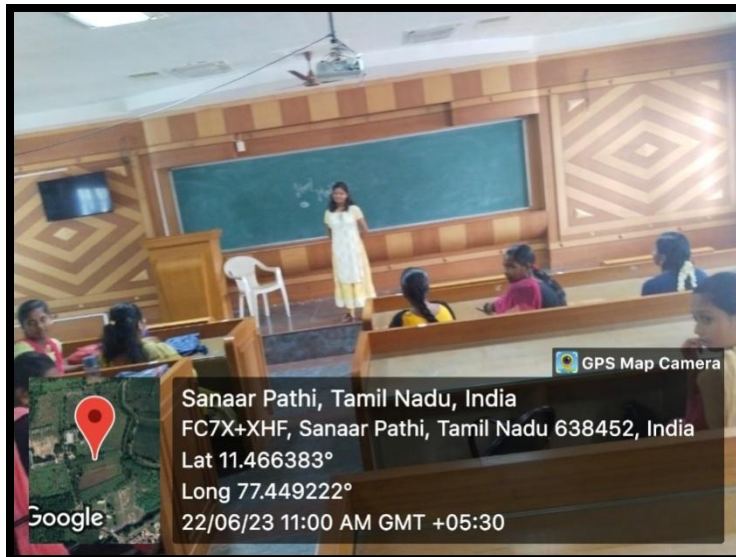 GPS Map Camera
Sanaar Pathi, Tamil Nadu, India
FC7X+XHF, Sanaar Pathi, Tamil Nadu 638452, India
Lat 11.466383°
Long 77.449222°
22/06/23 11:00 AM GMT +05:30
Google